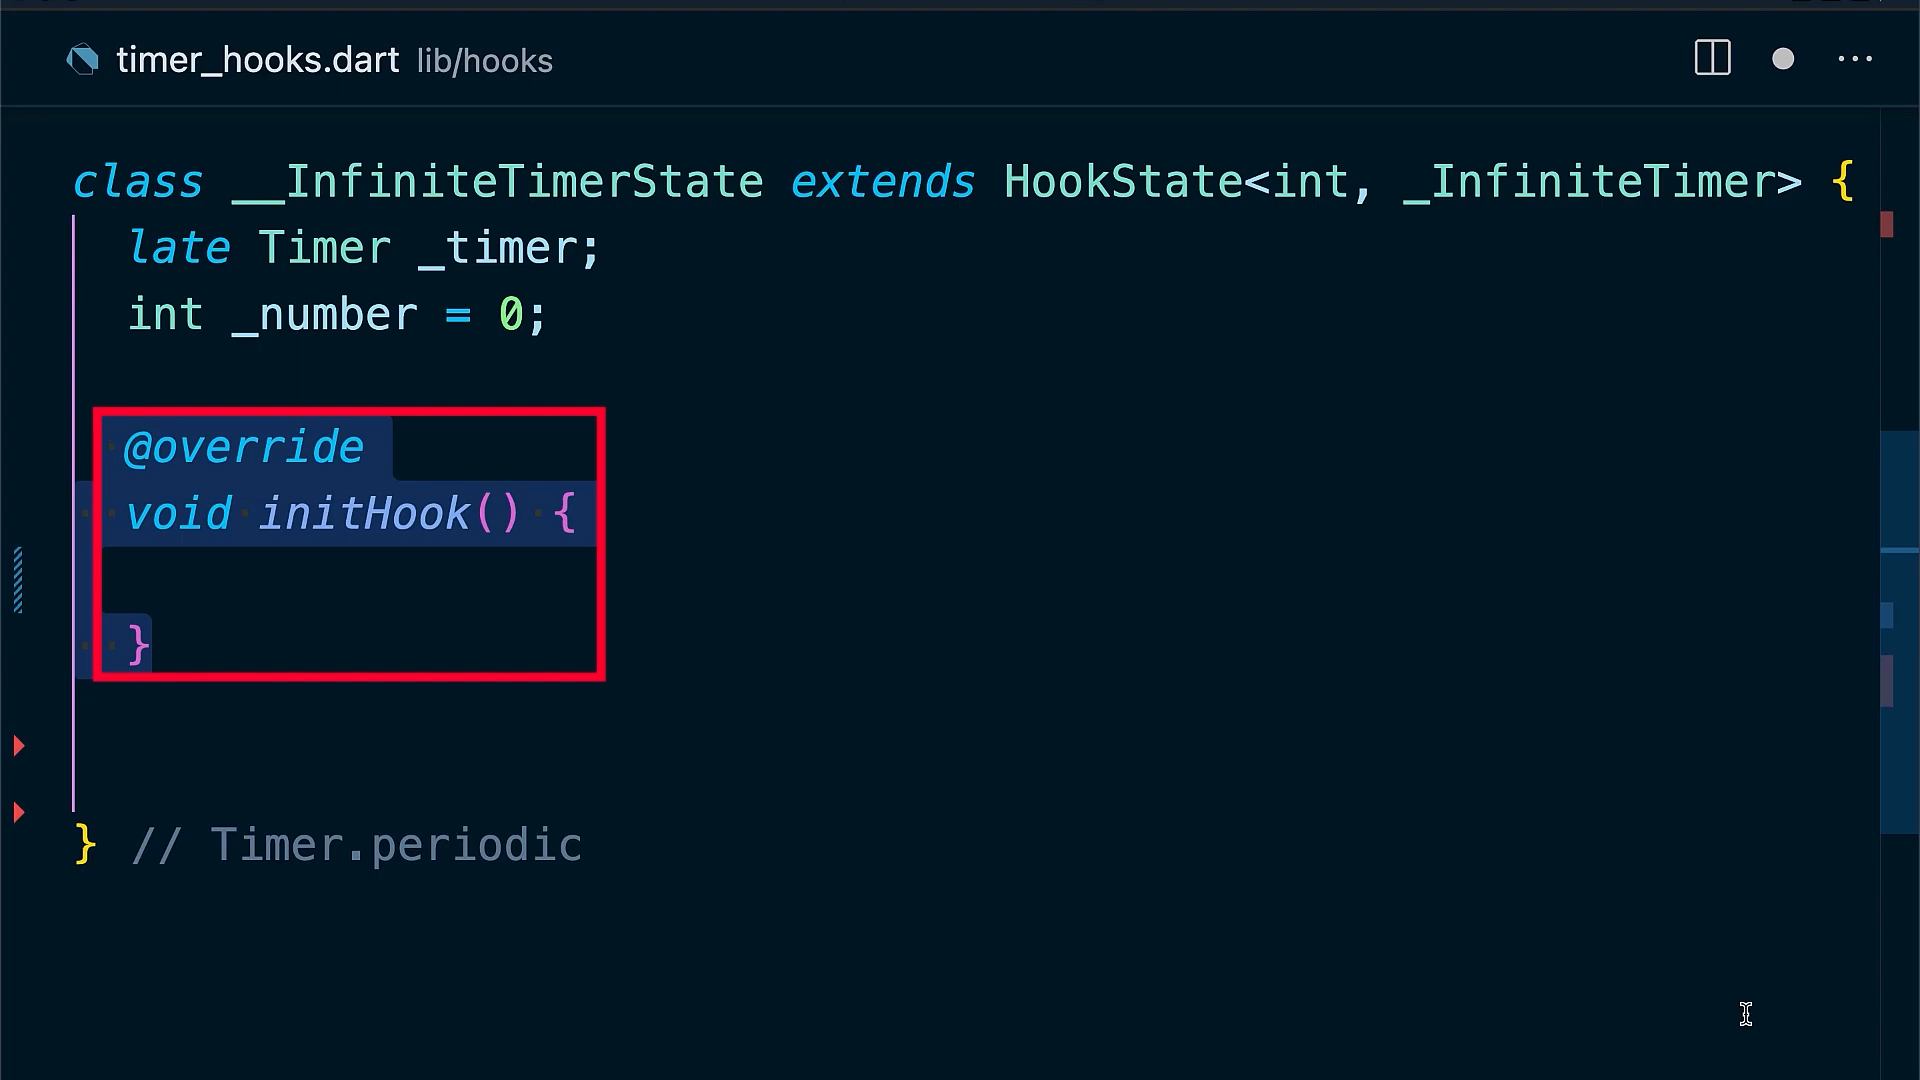 timer_hooks.dart lib/hooks
class __InfiniteTimerState extends HookState<int, _InfiniteTimer> {
late Timer _timer;
int _number = 0;
@override
void initHook() {
}
} // Timer.periodic